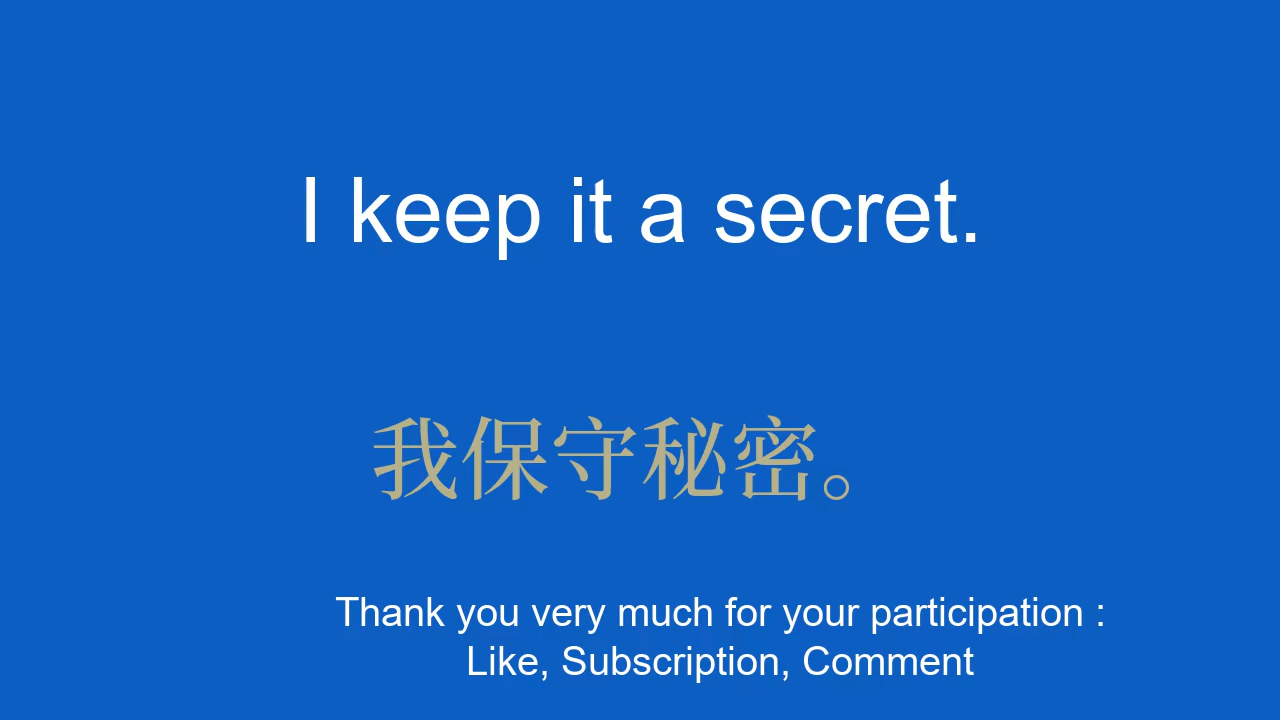 I keep it a secret.
我保守秘密。
Thank you very much for your participation :
Like, Subscription, Comment